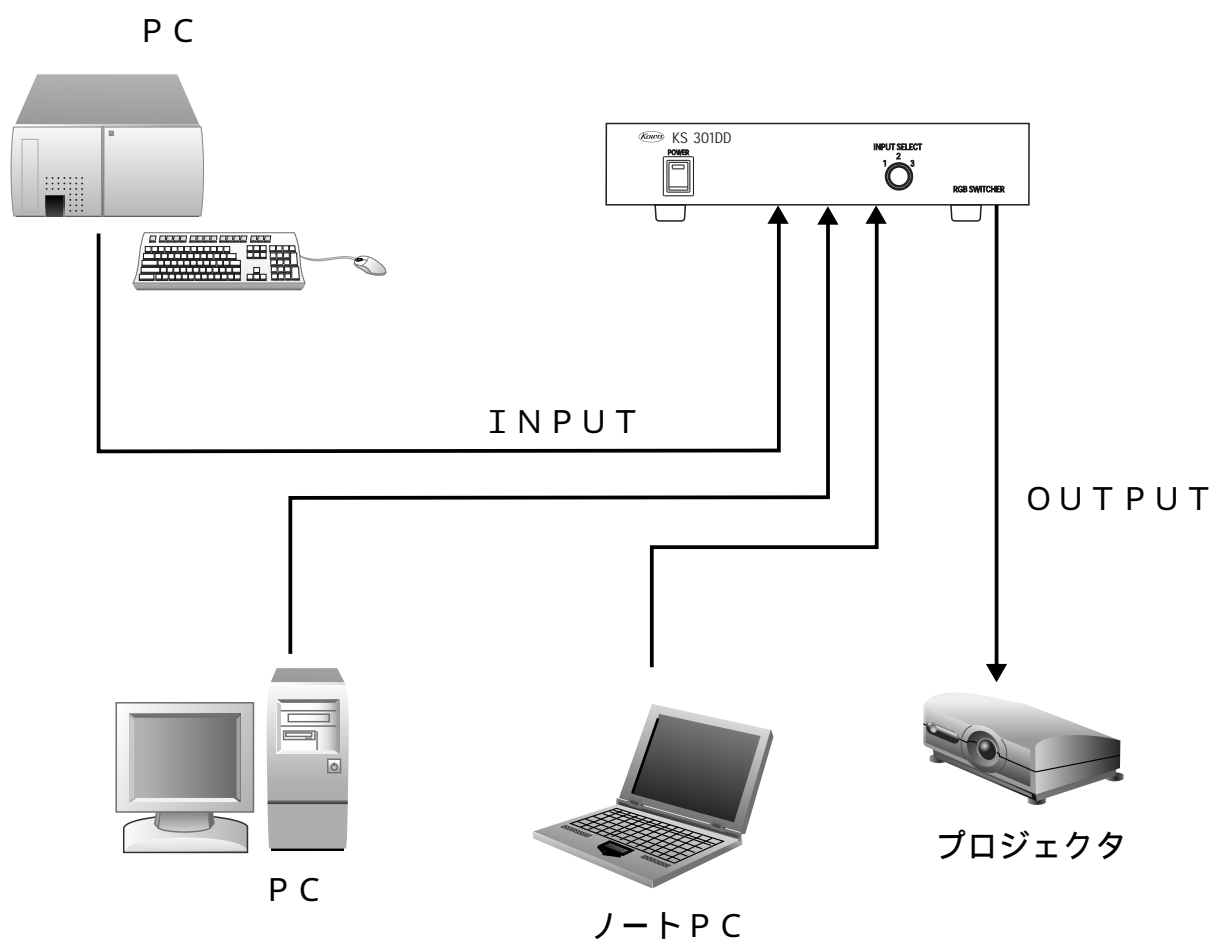 ＰＣ
Kowa KS 301DD
POWER
INPUT SELECT
1 2 3
RGB SWITCHER
ＩＮＰＵＴ
ＯＵＴＰＵＴ
ＰＣ
ノートＰＣ
プロジェクタ